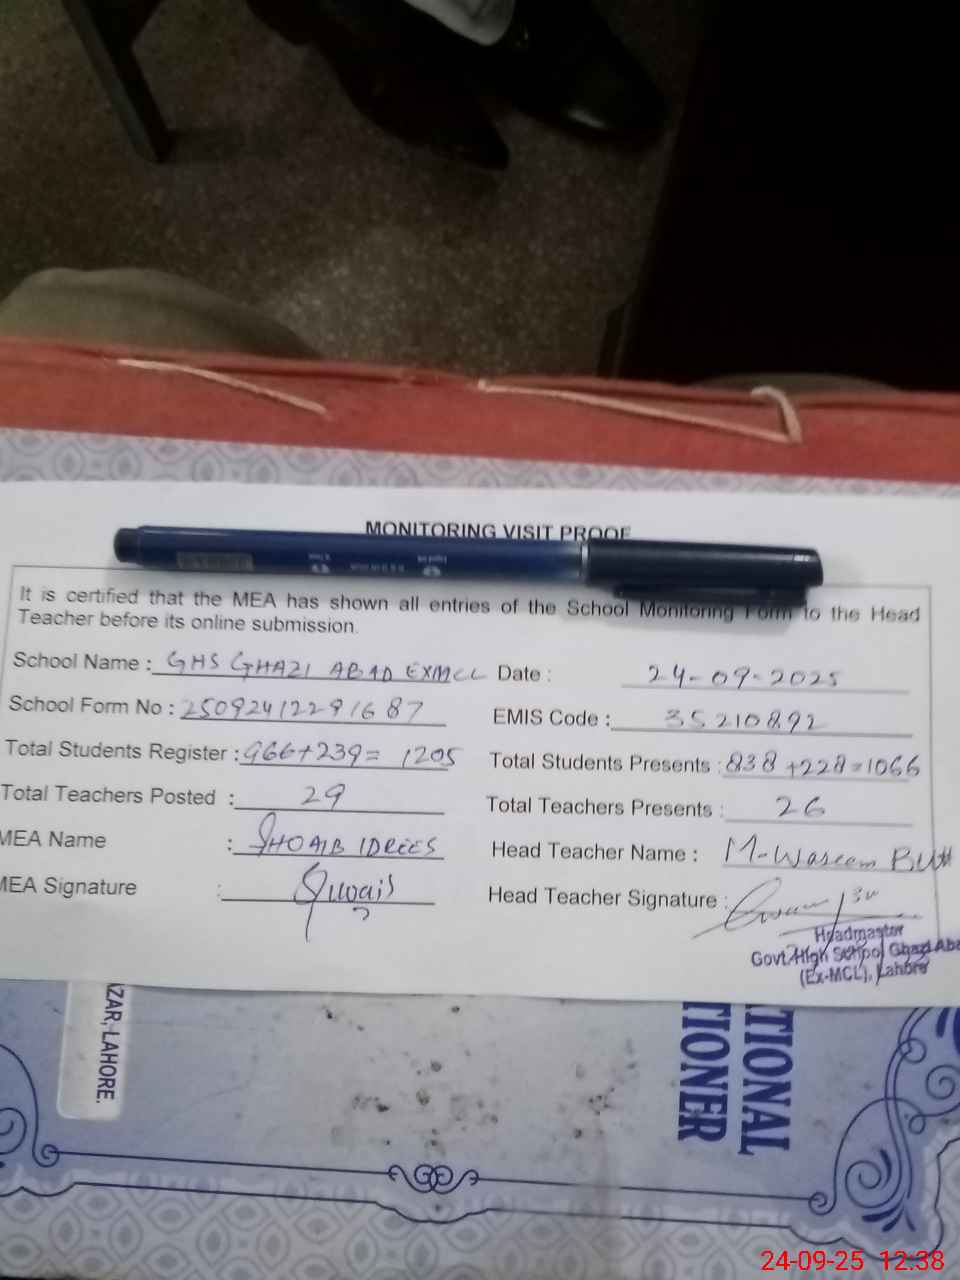 MONITORING VISIT PROOF
It is certified that the MEA has shown all entries of the School Monitoring Form to the Head
Teacher before its online submission.
School Name : GHS GHAZI ABAD EXMCL Date : 24-09-2025
School Form No : 25092412291687 EMIS Code : 35210892
Total Students Register : 966+239= 1205 Total Students Presents : 838+228=1066
Total Teachers Posted : 29 Total Teachers Presents : 26
MEA Name : SHOAIB IDREES Head Teacher Name : M-Waseem Butt
MEA Signature : Head Teacher Signature :
Headmaster
Govt. High School Ghazi Aba
(Ex-MCL), Lahore
AZAR, LAHORE.
TIONAL
TIONER
24-09-25 12:38